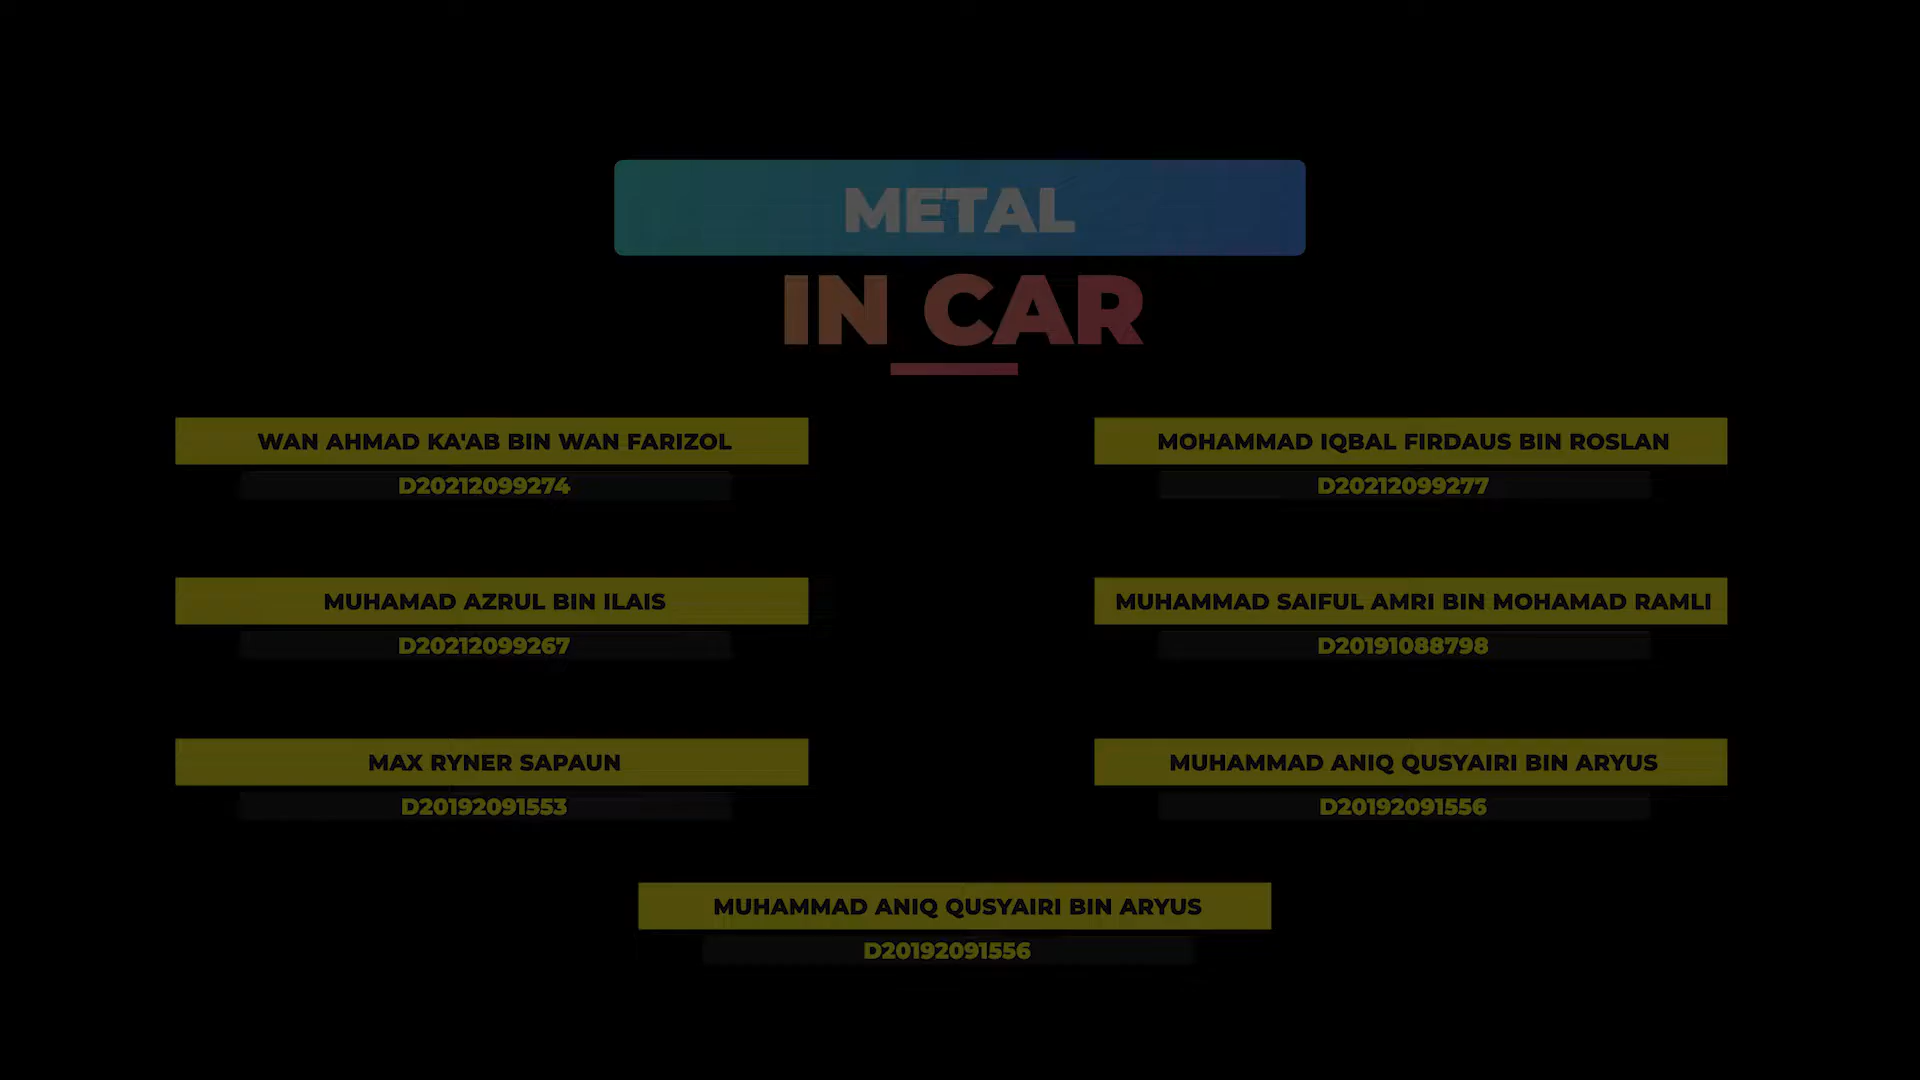 METAL
IN CAR
WAN AHMAD KA'AB BIN WAN FARIZOL
D20212099274
MOHAMMAD IQBAL FIRDAUS BIN ROSLAN
D20212099277
MUHAMAD AZRUL BIN ILAIS
D20212099267
MUHAMMAD SAIFUL AMRI BIN MOHAMAD RAMLI
D20191088798
MAX RYNER SAPAUN
D20192091553
MUHAMMAD ANIQ QUSYAIRI BIN ARYUS
D20192091556
MUHAMMAD ANIQ QUSYAIRI BIN ARYUS
D20192091556